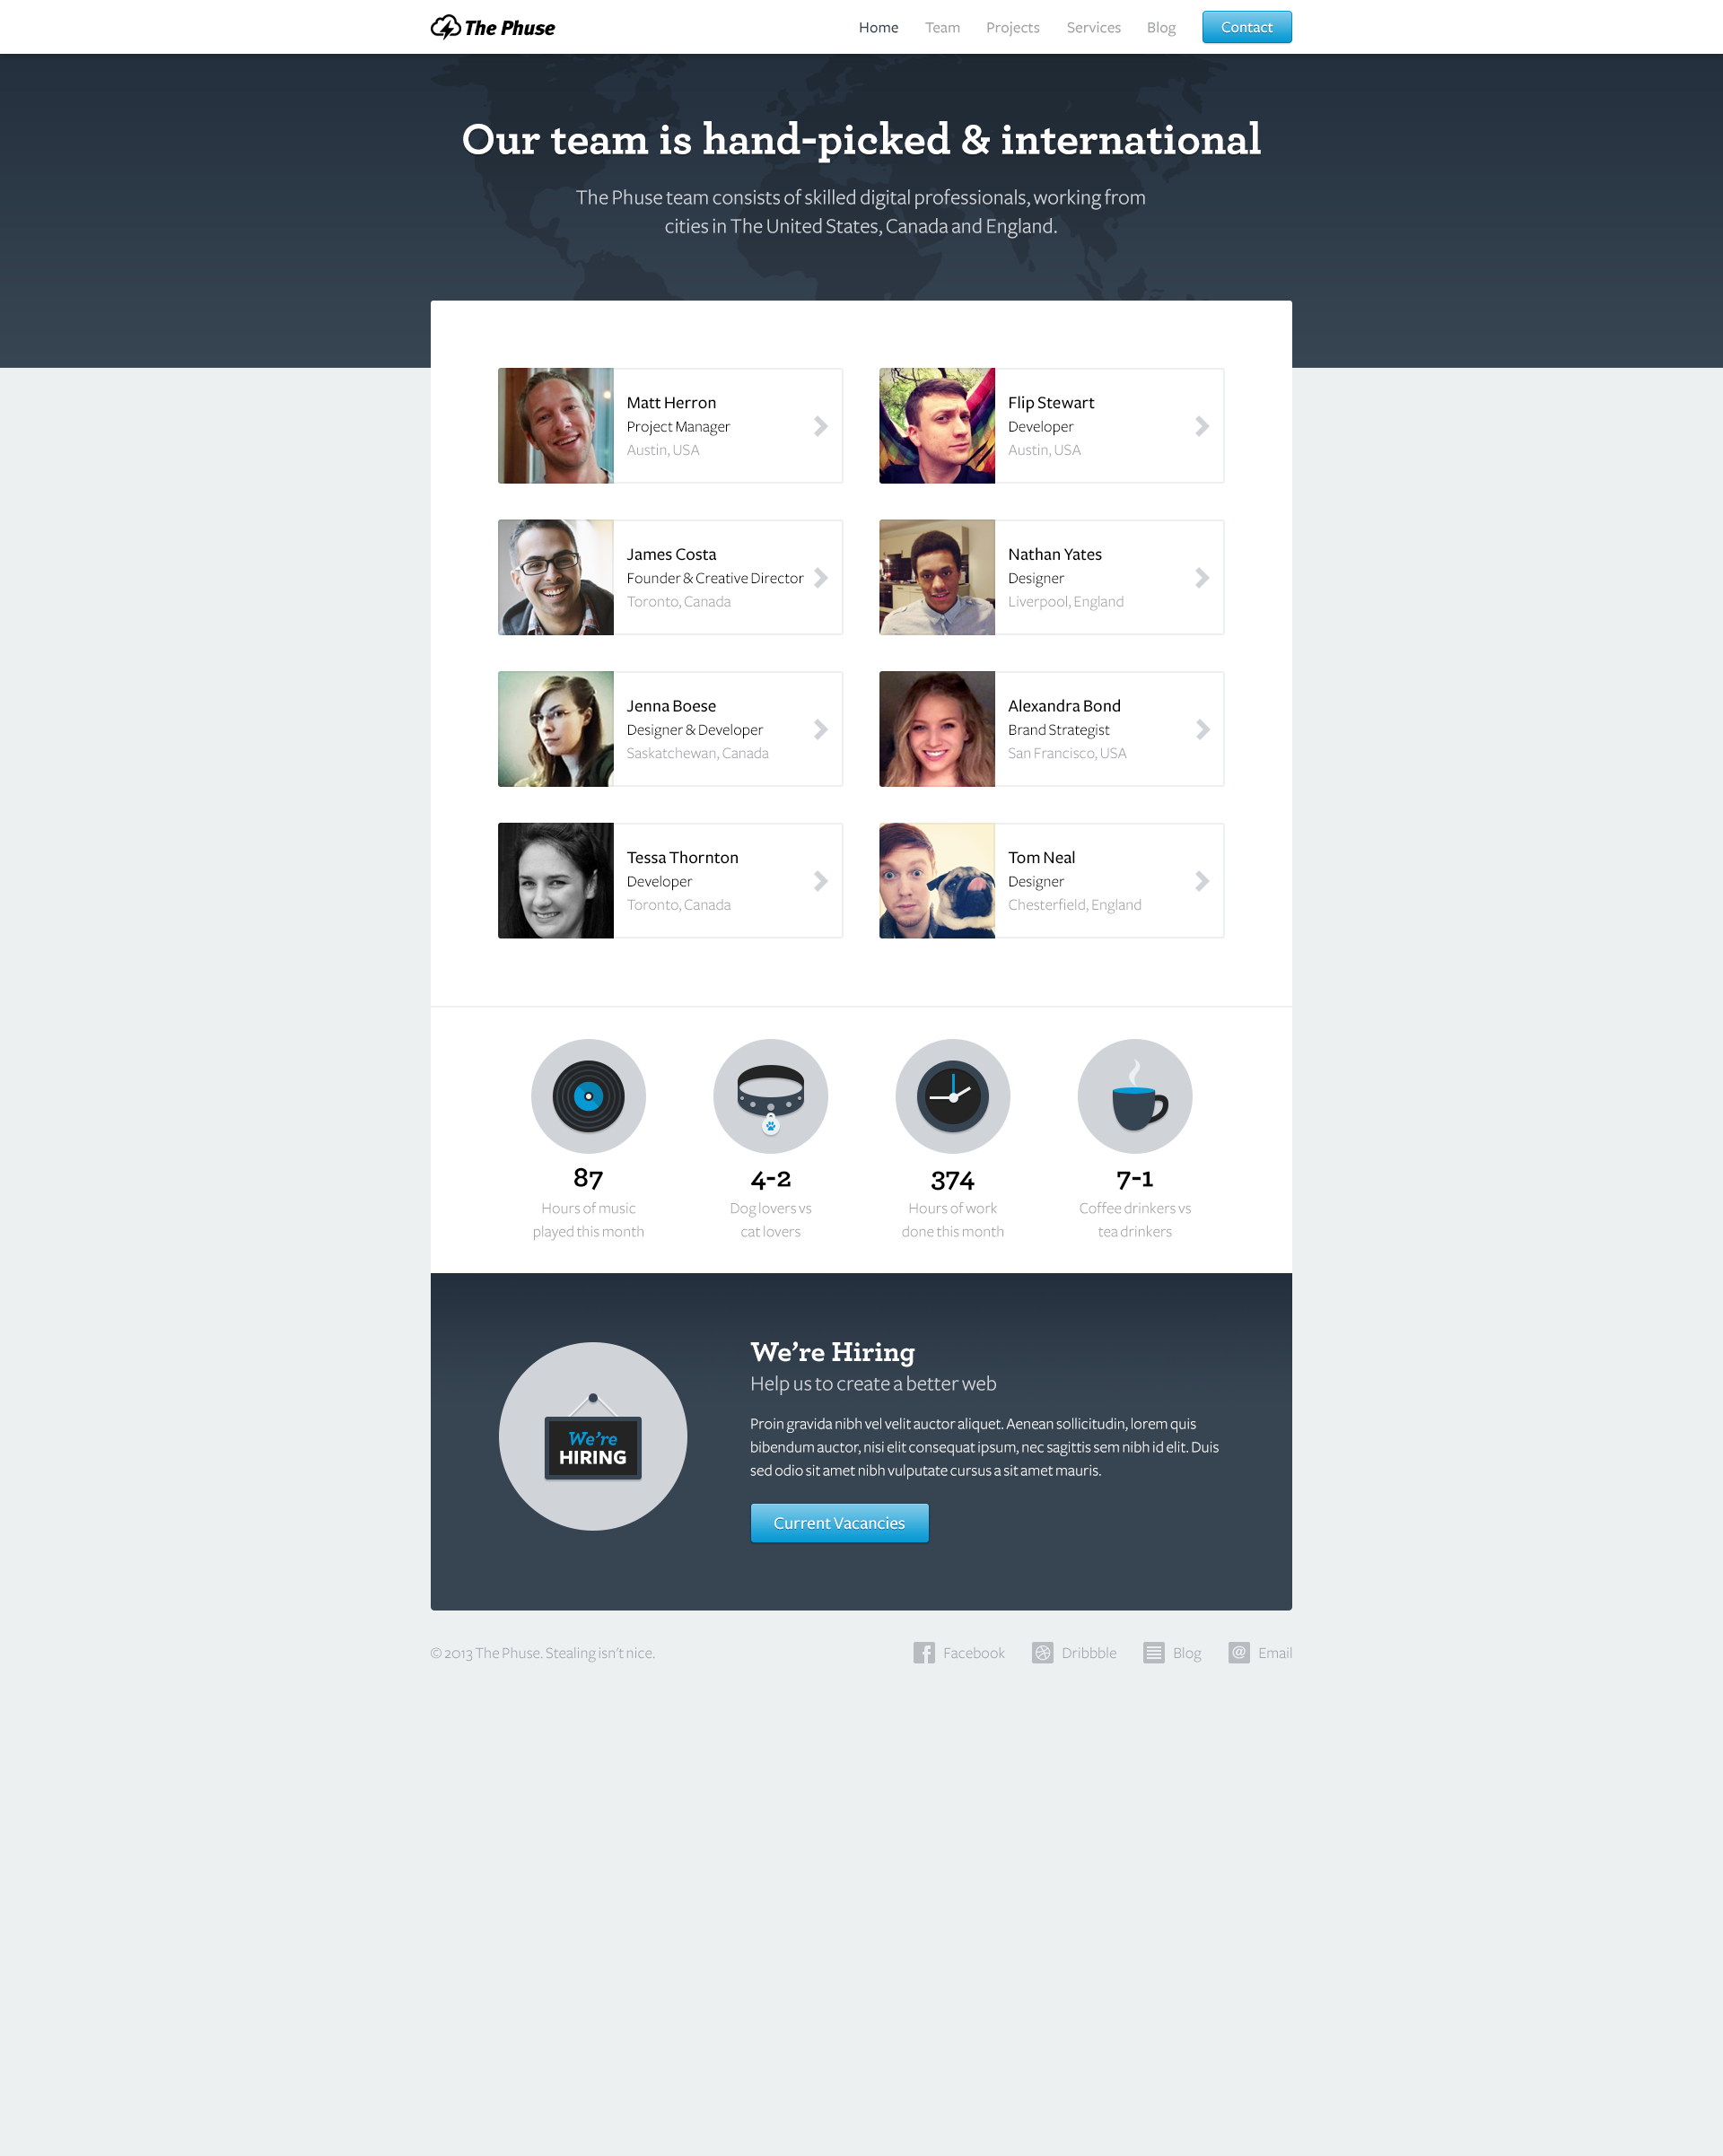 The Phuse
Home Team Projects Services Blog Contact
Our team is hand-picked & international
The Phuse team consists of skilled digital professionals, working from
cities in The United States, Canada and England.
Matt Herron
Project Manager
Austin, USA
Flip Stewart
Developer
Austin, USA
James Costa
Founder & Creative Director
Toronto, Canada
Nathan Yates
Designer
Liverpool, England
Jenna Boese
Designer & Developer
Saskatchewan, Canada
Alexandra Bond
Brand Strategist
San Francisco, USA
Tessa Thornton
Developer
Toronto, Canada
Tom Neal
Designer
Chesterfield, England
87
Hours of music
played this month
4-2
Dog lovers vs
cat lovers
374
Hours of work
done this month
7-1
Coffee drinkers vs
tea drinkers
We're
HIRING
We're Hiring
Help us to create a better web
Proin gravida nibh vel velit auctor aliquet. Aenean sollicitudin, lorem quis
bibendum auctor, nisi elit consequat ipsum, nec sagittis sem nibh id elit. Duis
sed odio sit amet nibh vulputate cursus a sit amet mauris.
Current Vacancies
© 2013 The Phuse. Stealing isn't nice.
Facebook Dribbble Blog Email